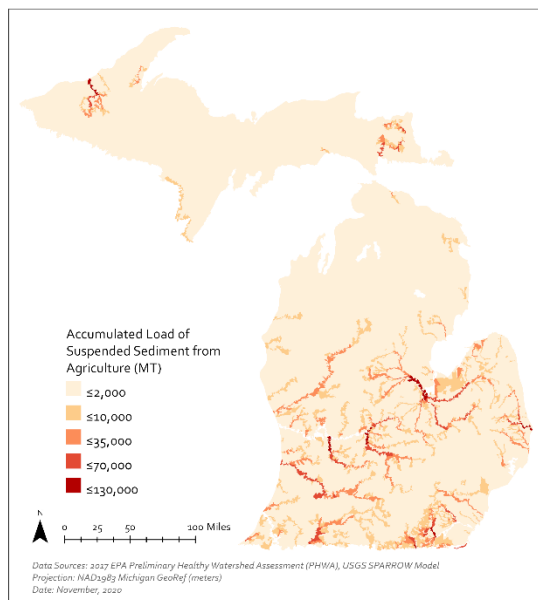 Accumulated Load of
Suspended Sediment from
Agriculture (MT)
≤2,000
≤10,000
≤35,000
≤70,000
≤130,000
N
0 25 50 100 Miles
Data Sources: 2017 EPA Preliminary Healthy Watershed Assessment (PHWA), USGS SPARROW Model
Projection: NAD1983 Michigan GeoRef (meters)
Date: November, 2020